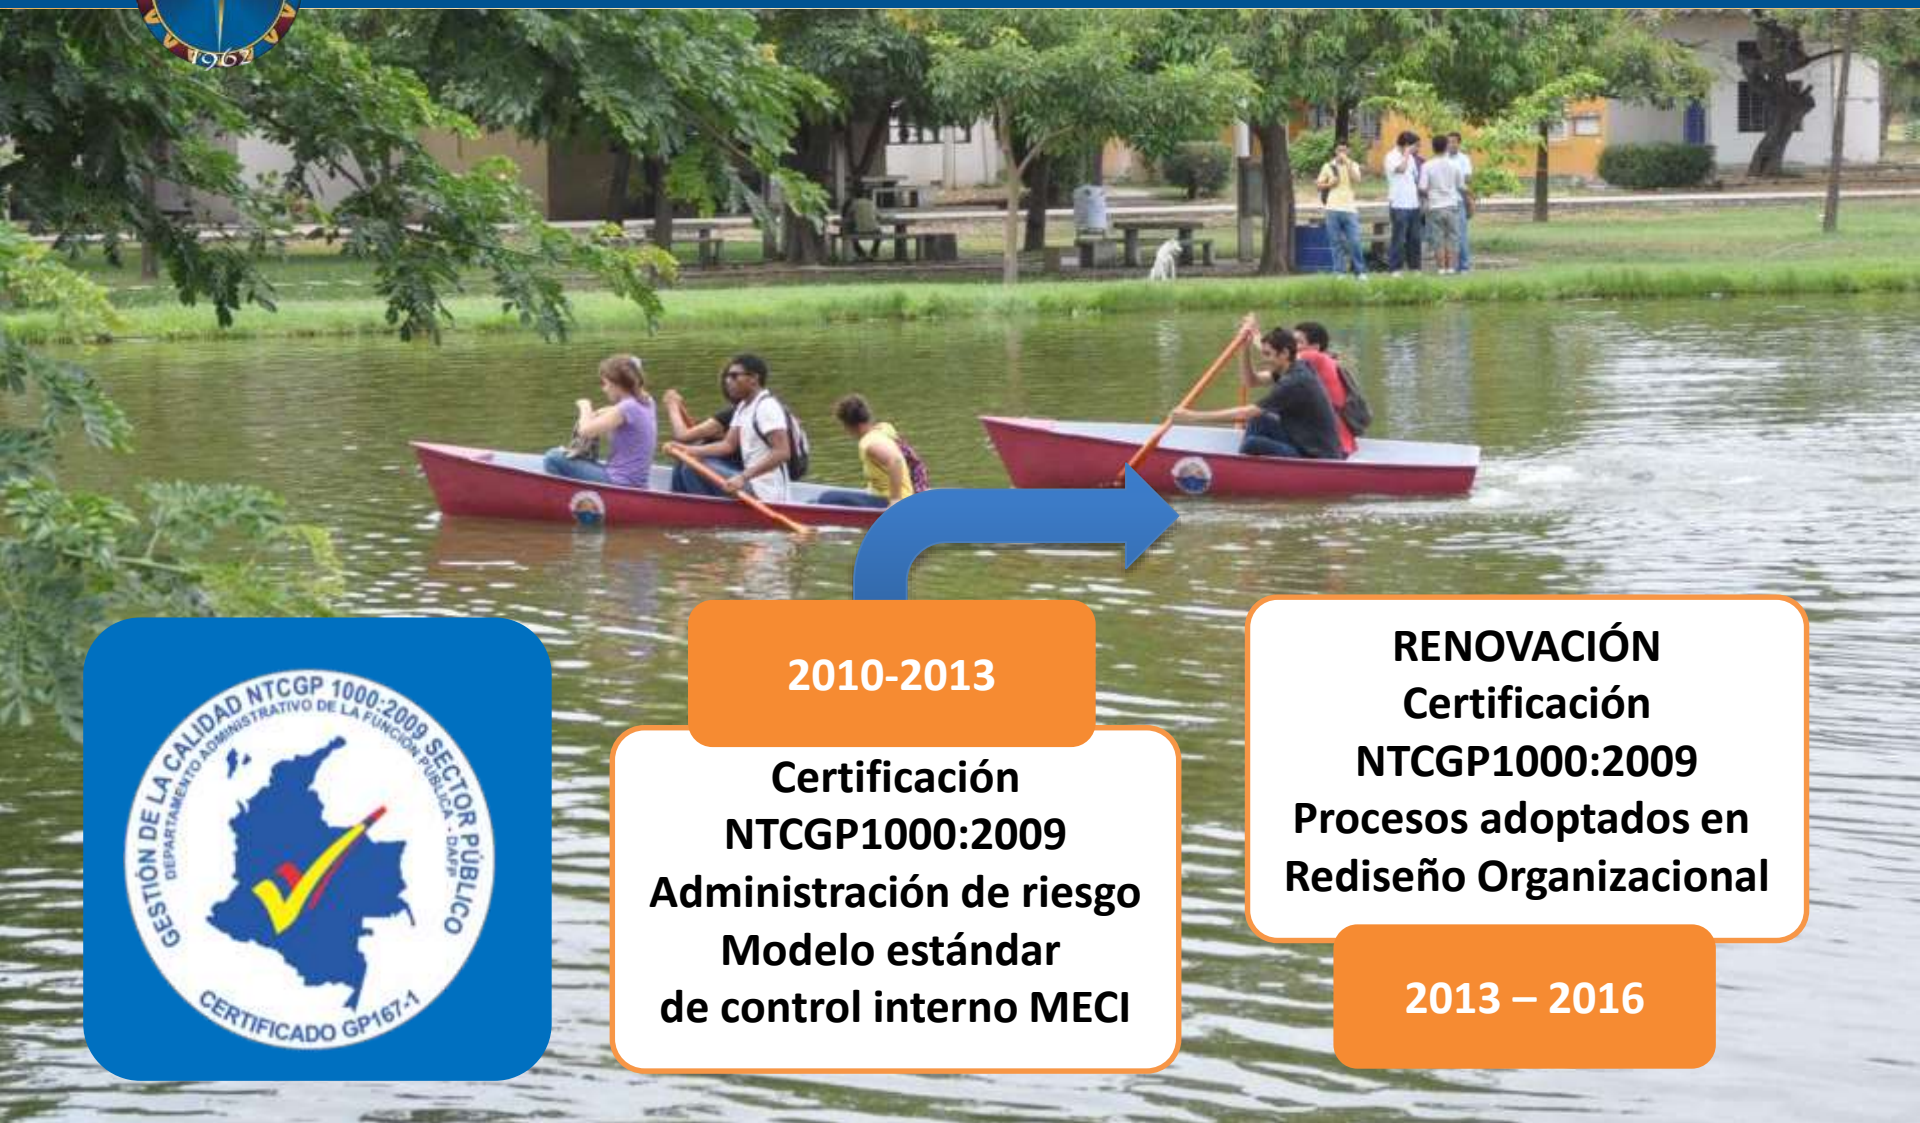 1962
GESTIÓN DE LA CALIDAD NTCGP 1000:2009 SECTOR PÚBLICO
DEPARTAMENTO ADMINISTRATIVO DE LA FUNCIÓN PÚBLICA - DAFP
CERTIFICADO GP167-1
2010-2013
Certificación
NTCGP1000:2009
Administración de riesgo
Modelo estándar
de control interno MECI
RENOVACIÓN
Certificación
NTCGP1000:2009
Procesos adoptados en
Rediseño Organizacional
2013 – 2016